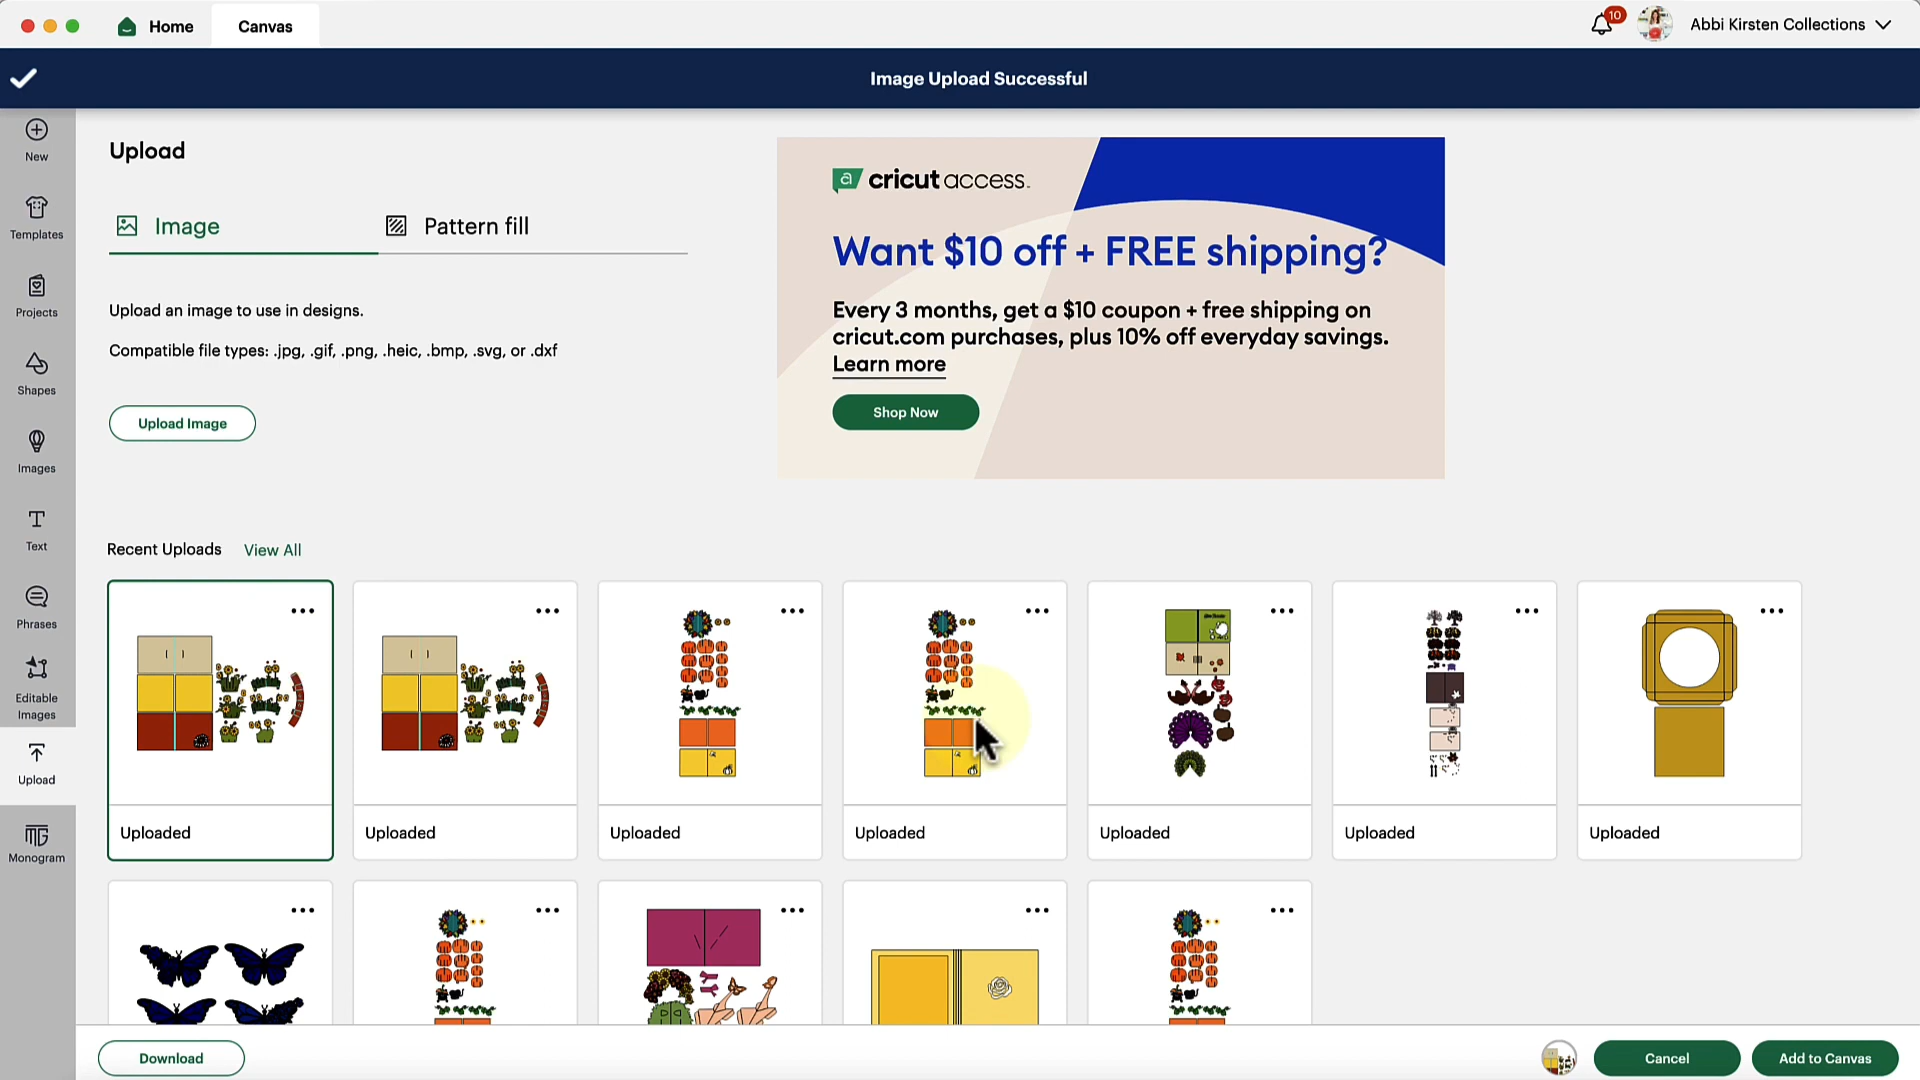 Home
Canvas
10
Abbi Kirsten Collections
Image Upload Successful
New
Templates
Projects
Shapes
Images
Text
Phrases
Editable
Images
Upload
Monogram
Upload
Image
Pattern fill
Upload an image to use in designs.
Compatible file types: .jpg, .gif, .png, .heic, .bmp, .svg, or .dxf
Upload Image
a cricut access.
Want $10 off + FREE shipping?
Every 3 months, get a $10 coupon + free shipping on
cricut.com purchases, plus 10% off everyday savings.
Learn more
Shop Now
Recent Uploads
View All
Uploaded
Uploaded
Uploaded
Uploaded
Uploaded
Uploaded
Uploaded
Download
Cancel
Add to Canvas